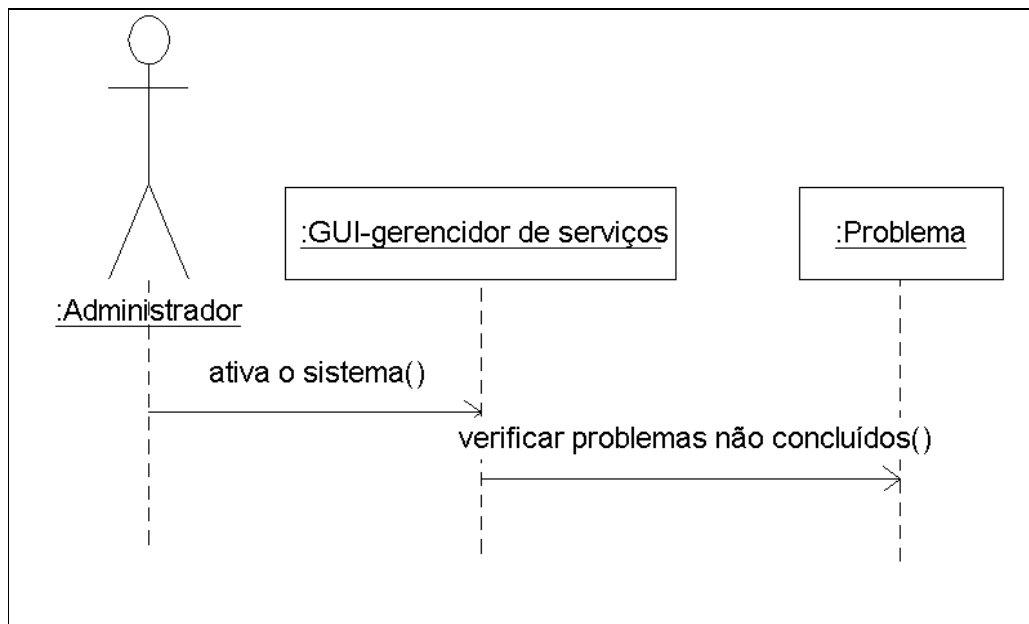 :GUI-gerencidor de serviços
:Problema
:Administrador
ativa o sistema()
verificar problemas não concluídos()